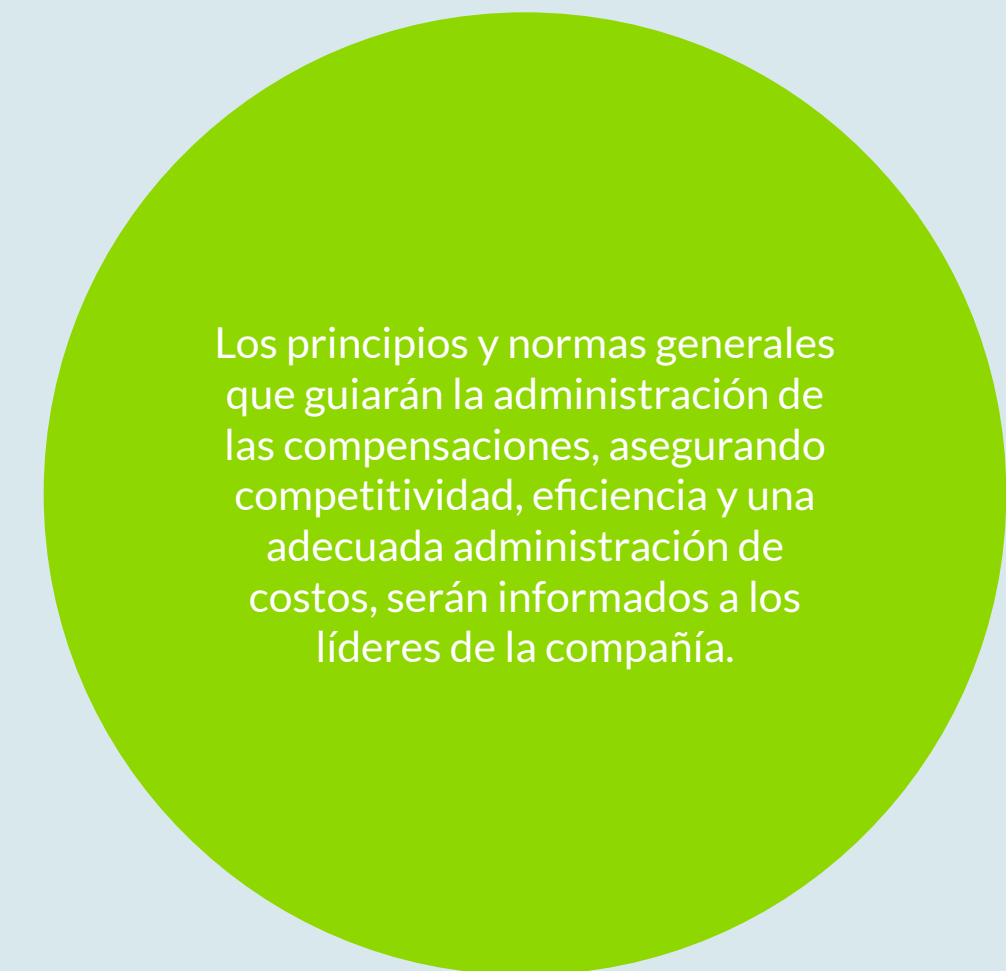 Los principios y normas generales
que guiarán la administración de
las compensaciones, asegurando
competitividad, eficiencia y una
adecuada administración de
costos, serán informados a los
líderes de la compañía.